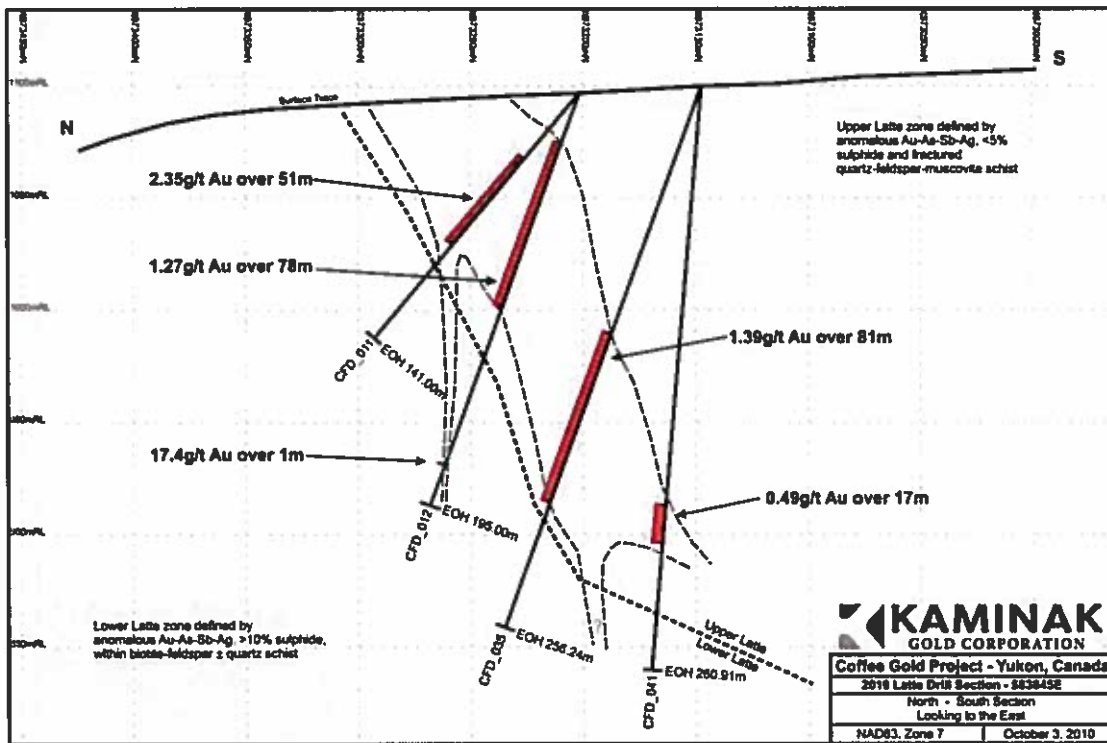 S
N
Surface Trace
Upper Latte zone defined by
anomalous Au-As-Sb-Ag, <5%
sulphide and fractured
quartz-feldspar-muscovite schist
2.35g/t Au over 51m
1.27g/t Au over 78m
1.39g/t Au over 81m
CFD_011
EOH 141.00m
17.4g/t Au over 1m
0.49g/t Au over 17m
CFD_012
EOH 195.00m
Lower Latte zone defined by
anomalous Au-As-Sb-Ag, >10% sulphide,
within biotite-feldspar ± quartz schist
CFD_035
EOH 256.24m
?
CFD_041
EOH 260.91m
Upper Latte
Lower Latte
KAMINAK
GOLD CORPORATION
Coffee Gold Project - Yukon, Canada
Latte Drill Section
North - South Section
Looking to the East
NAD83, Zone 7
October 3, 2010